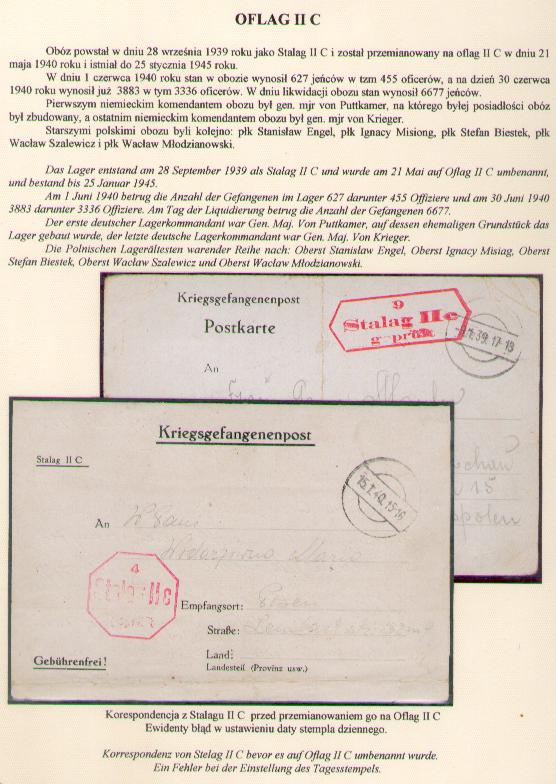 OFLAG II C
Obóz powstał w dniu 28 września 1939 roku jako Stalag II C i został przemianowany na oflag II C w dniu 21
maja 1940 roku i istniał do 25 stycznia 1945 roku.
W dniu 1 czerwca 1940 roku stan w obozie wynosił 627 jeńców w tzm 455 oficerów, a na dzień 30 czerwca
1940 roku wynosił już 3883 w tym 3336 oficerów. W dniu likwidacji obozu stan wynosił 6677 jeńców.
Pierwszym niemieckim komendantem obozu był gen. mjr von Puttkamer, na którego byłej posiadłości obóz
był zbudowany, a ostatnim niemieckim komendantem obozu był gen. mjr von Krieger.
Starszymi polskimi obozu byli kolejno: płk Stanisław Engel, płk Ignacy Misiong, płk Stefan Biestek, płk
Wacław Szalewicz i płk Wacław Młodzianowski.
Das Lager entstand am 28 September 1939 als Stalag II C und wurde am 21 Mai auf Oflag II C umbenannt,
und bestand bis 25 Januar 1945.
Am 1 Juni 1940 betrug die Anzahl der Gefangenen im Lager 627 darunter 455 Offiziere und am 30 Juni 1940
3883 darunter 3336 Offiziere. Am Tag der Liquidierung betrug die Anzahl der Gefangenen 6677.
Der erste deutscher Lagerkommandant war Gen. Maj. Von Puttkamer, auf dessen ehemaligen Grundstück das
Lager gebaut wurde, der letzte deutsche Lagerkommandant war Gen. Maj. Von Krieger.
Die Polnischen Lagerältesten warender Reihe nach: Oberst Stanislaw Engel, Oberst Ignacy Misiag, Oberst
Stefan Biestek, Oberst Wacław Szalewicz und Oberst Wacław Młodzianowski.
Kriegsgefangenenpost
Postkarte
9
Stalag IIc
39.17-18
An
15
Kriegsgefangenenpost
Stalag II C
15.1.40.15-16
An
4
Stalag IIc
Empfangsort:
Straße:
Land:
Landesteil (Provinz usw.)
Gebührenfrei!
Korespondencja z Stalagu II C przed przemianowaniem go na Oflag II C
Ewidenty błąd w ustawieniu daty stempla dziennego.
Korrespondenz von Stelag II C bevor es auf Oflag II C umbenannt wurde.
Ein Fehler bei der Einstellung des Tagesstempels.